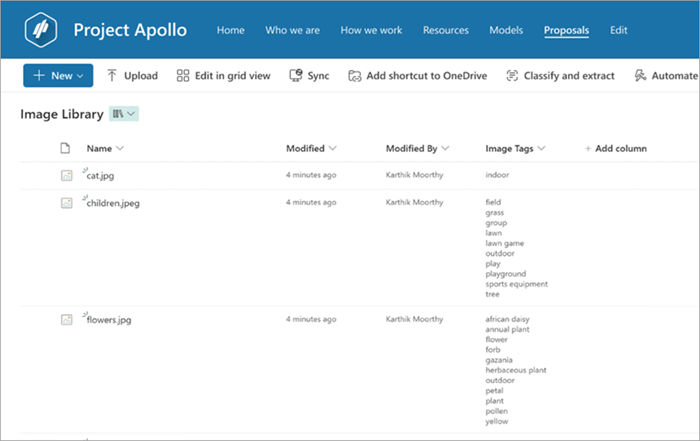 Project Apollo Home Who we are How we work Resources Models Proposals Edit
New Upload Edit in grid view Sync Add shortcut to OneDrive Classify and extract Automate
Image Library
Name Modified Modified By Image Tags + Add column
cat.jpg 4 minutes ago Karthik Moorthy indoor
children.jpeg 4 minutes ago Karthik Moorthy field
grass
group
lawn
lawn game
outdoor
play
playground
sports equipment
tree
flowers.jpg 4 minutes ago Karthik Moorthy african daisy
annual plant
flower
forb
gazania
herbaceous plant
outdoor
petal
plant
pollen
yellow